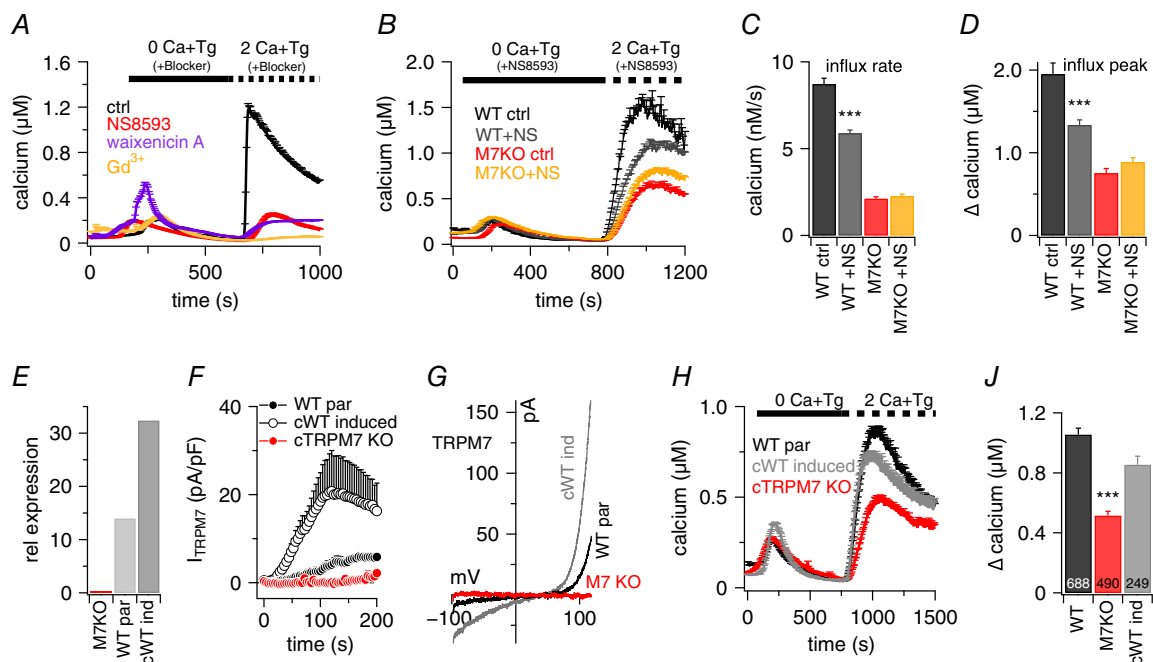 A
0 Ca+Tg 2 Ca+Tg
(+Blocker) (+Blocker)
1.6
1.2
0.8
0.4
0
calcium (µM)
ctrl
NS8593
waixenicin A
Gd3+
0 500 1000
time (s)
B
0 Ca+Tg 2 Ca+Tg
(+NS8593) (+NS8593)
2.0
1.5
1.0
0.5
0
calcium (µM)
WT ctrl
WT+NS
M7KO ctrl
M7KO+NS
0 400 800 1200
time (s)
C
influx rate
10
5
0
calcium (nM/s)
***
WT ctrl
WT +NS
M7KO
M7KO +NS
D
influx peak
2.0
1.0
0
Δ calcium (µM)
***
WT ctrl
WT +NS
M7KO
M7KO +NS
E
30
20
10
0
rel expression
M7KO
WT par
cWT ind
F
WT par
cWT induced
cTRPM7 KO
40
20
0
ITRPM7 (pA/pF)
0 100 200
time (s)
G
pA
150
100
50
TRPM7
cWT ind
WT par
M7 KO
mV
−100 100
H
0 Ca+Tg 2 Ca+Tg
1.0
0.5
0
calcium (µM)
WT par
cWT induced
cTRPM7 KO
0 500 1000 1500
time (s)
J
1.2
0.6
0
Δ calcium (µM)
***
688 490 249
WT
M7KO
cWT ind